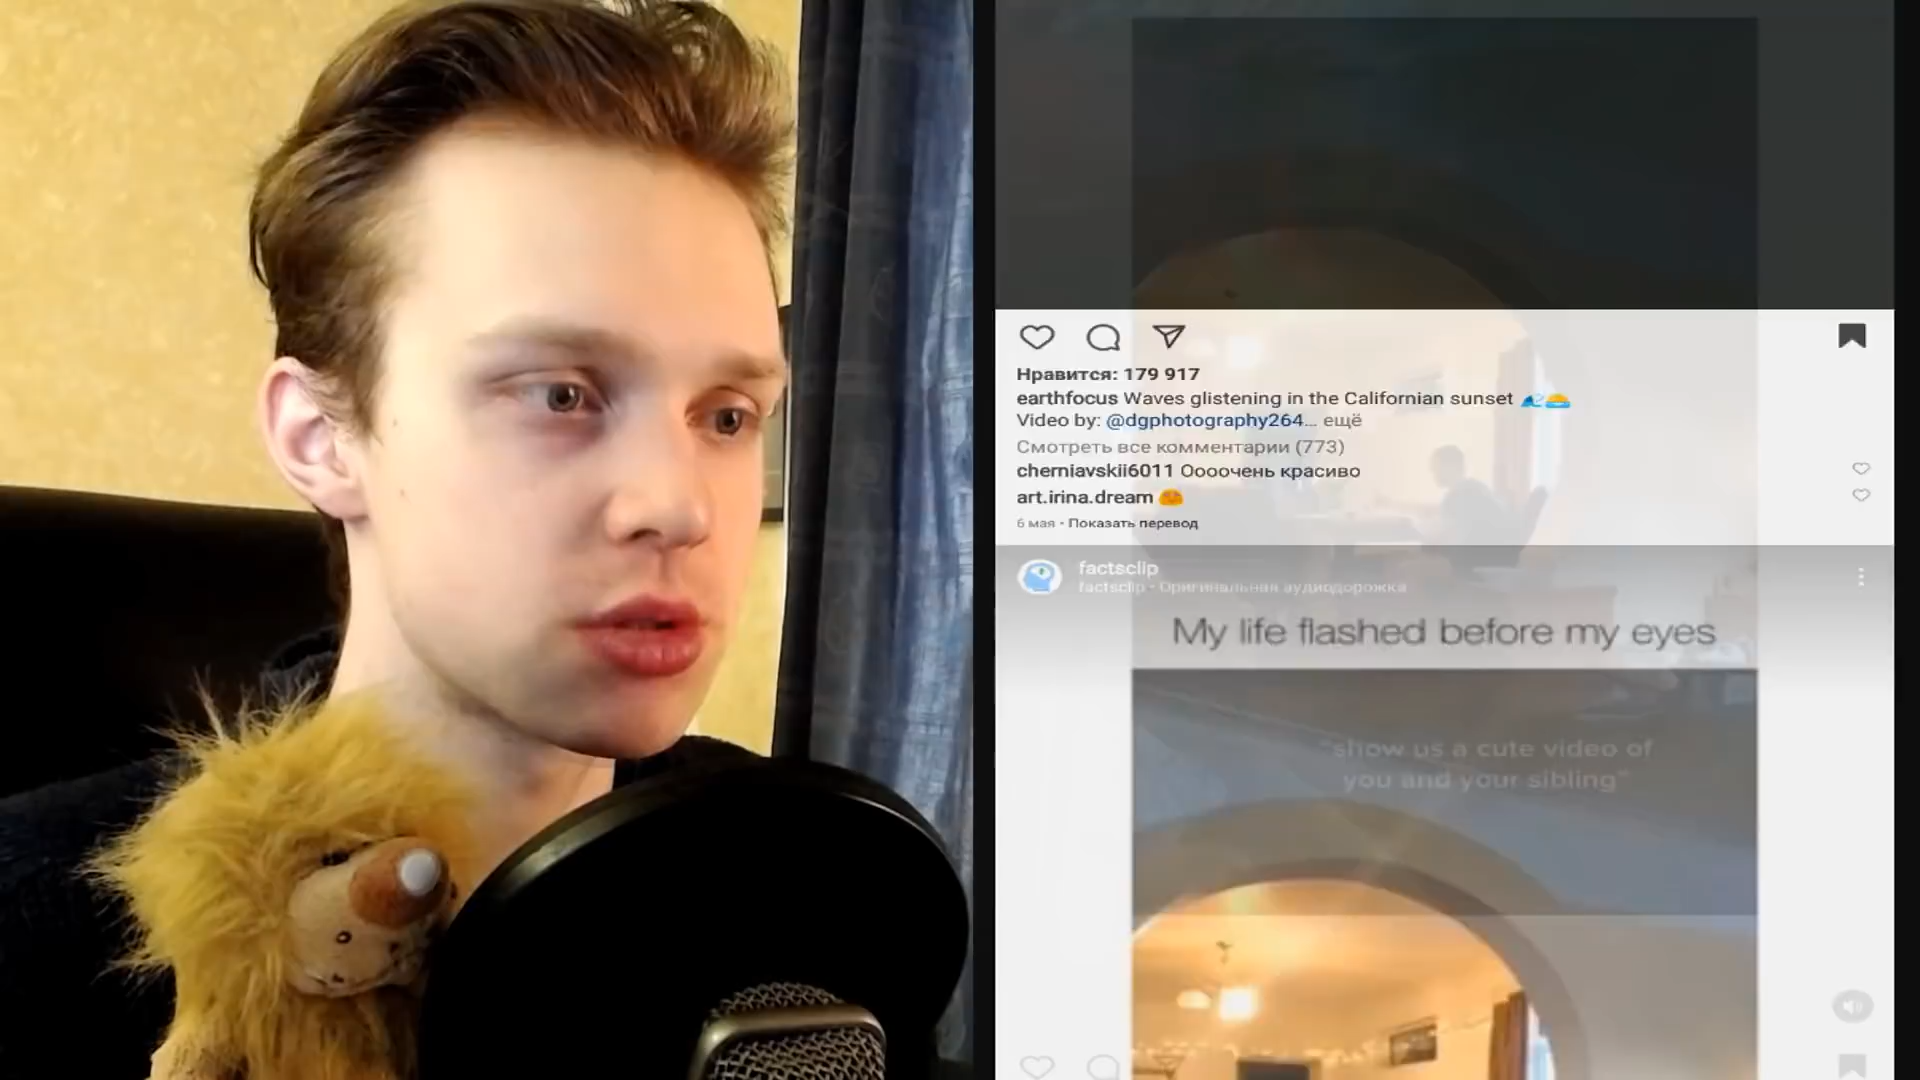 Нравится: 179 917
earthfocus Waves glistening in the Californian sunset 🌊🌅
Video by: @dgphotography264... ещё
Смотреть все комментарии (773)
cherniavskii6011 Оооочень красиво
art.irina.dream
6 мая • Показать перевод
factsclip
factsclip • Оригинальная аудиодорожка
My life flashed before my eyes
"show us a cute video of
you and your sibling"